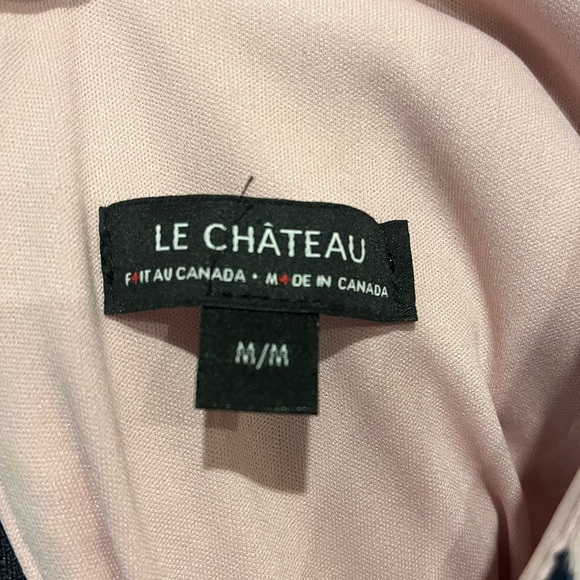 LE CHÂTEAU
FAIT AU CANADA • MADE IN CANADA
M/M